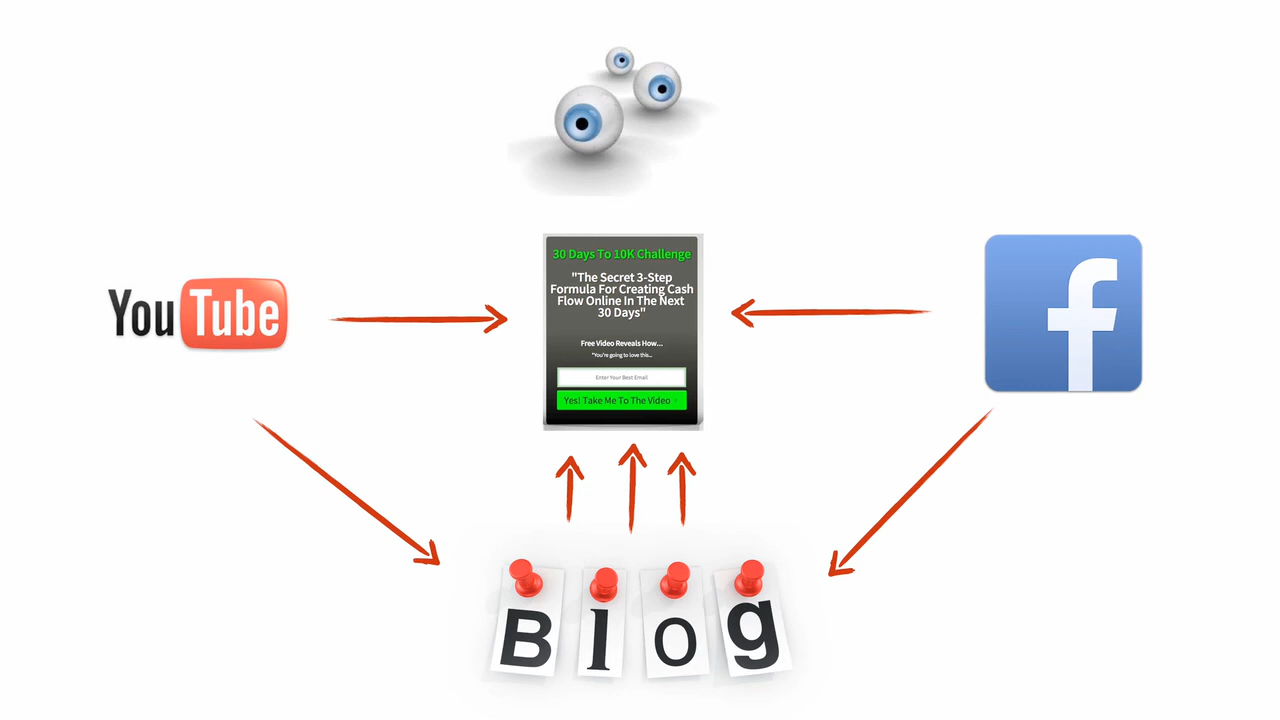 YouTube
30 Days To 10K Challenge
"The Secret 3-Step
Formula For Creating Cash
Flow Online In The Next
30 Days"
Free Video Reveals How...
"You're going to love this...
Enter Your Best Email
Yes! Take Me To The Video
f
Blog